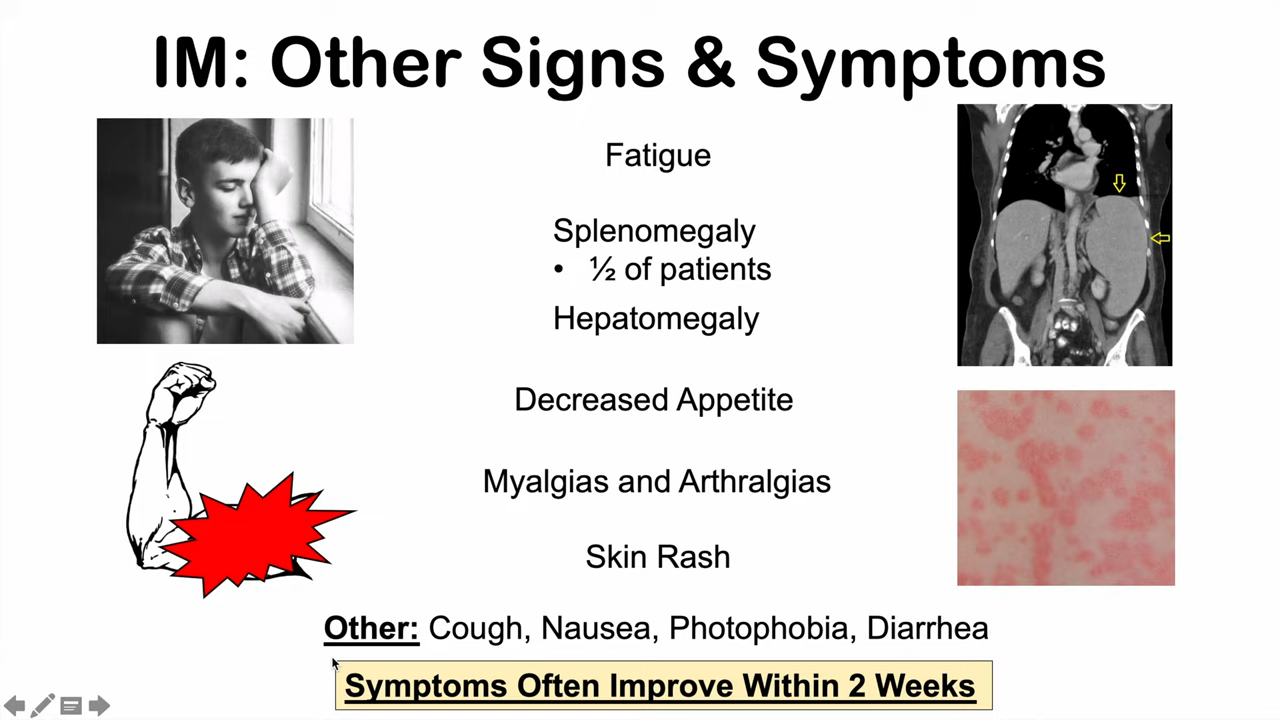 IM: Other Signs & Symptoms
Fatigue
Splenomegaly
• ½ of patients
Hepatomegaly
Decreased Appetite
Myalgias and Arthralgias
Skin Rash
Other: Cough, Nausea, Photophobia, Diarrhea
Symptoms Often Improve Within 2 Weeks